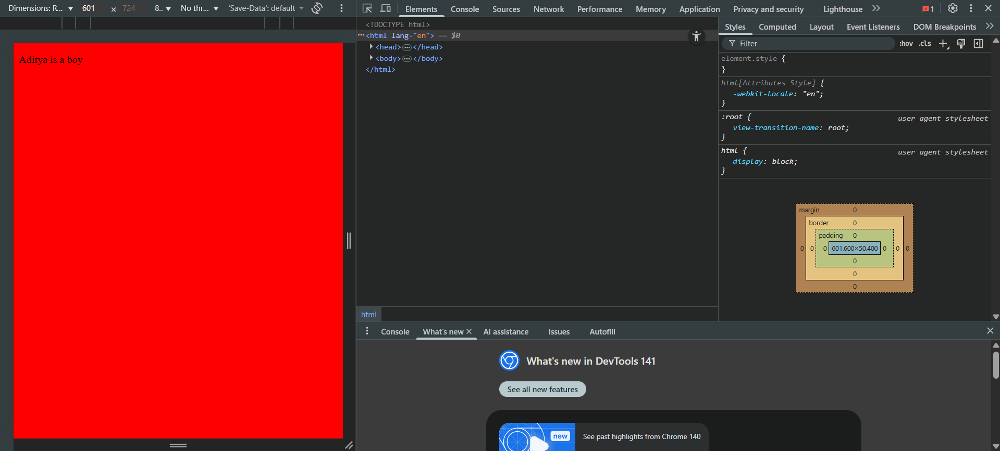 Dimensions: R... 601 × 724 8.. No thr... 'Save-Data': default
Elements Console Sources Network Performance Memory Application Privacy and security Lighthouse 1
Aditya is a boy
<!DOCTYPE html>
<html lang="en"> == $0
<head> </head>
<body> </body>
</html>
html
Styles Computed Layout Event Listeners DOM Breakpoints
Filter :hov .cls
element.style {
}
html[Attributes Style] {
-webkit-locale: "en";
}
:root { user agent stylesheet
view-transition-name: root;
}
html { user agent stylesheet
display: block;
}
margin 0
border 0
padding 0
0 0 0 601.600×50.400 0 0 0
0
0
0
Console What's new AI assistance Issues Autofill
What's new in DevTools 141
See all new features
new
See past highlights from Chrome 140